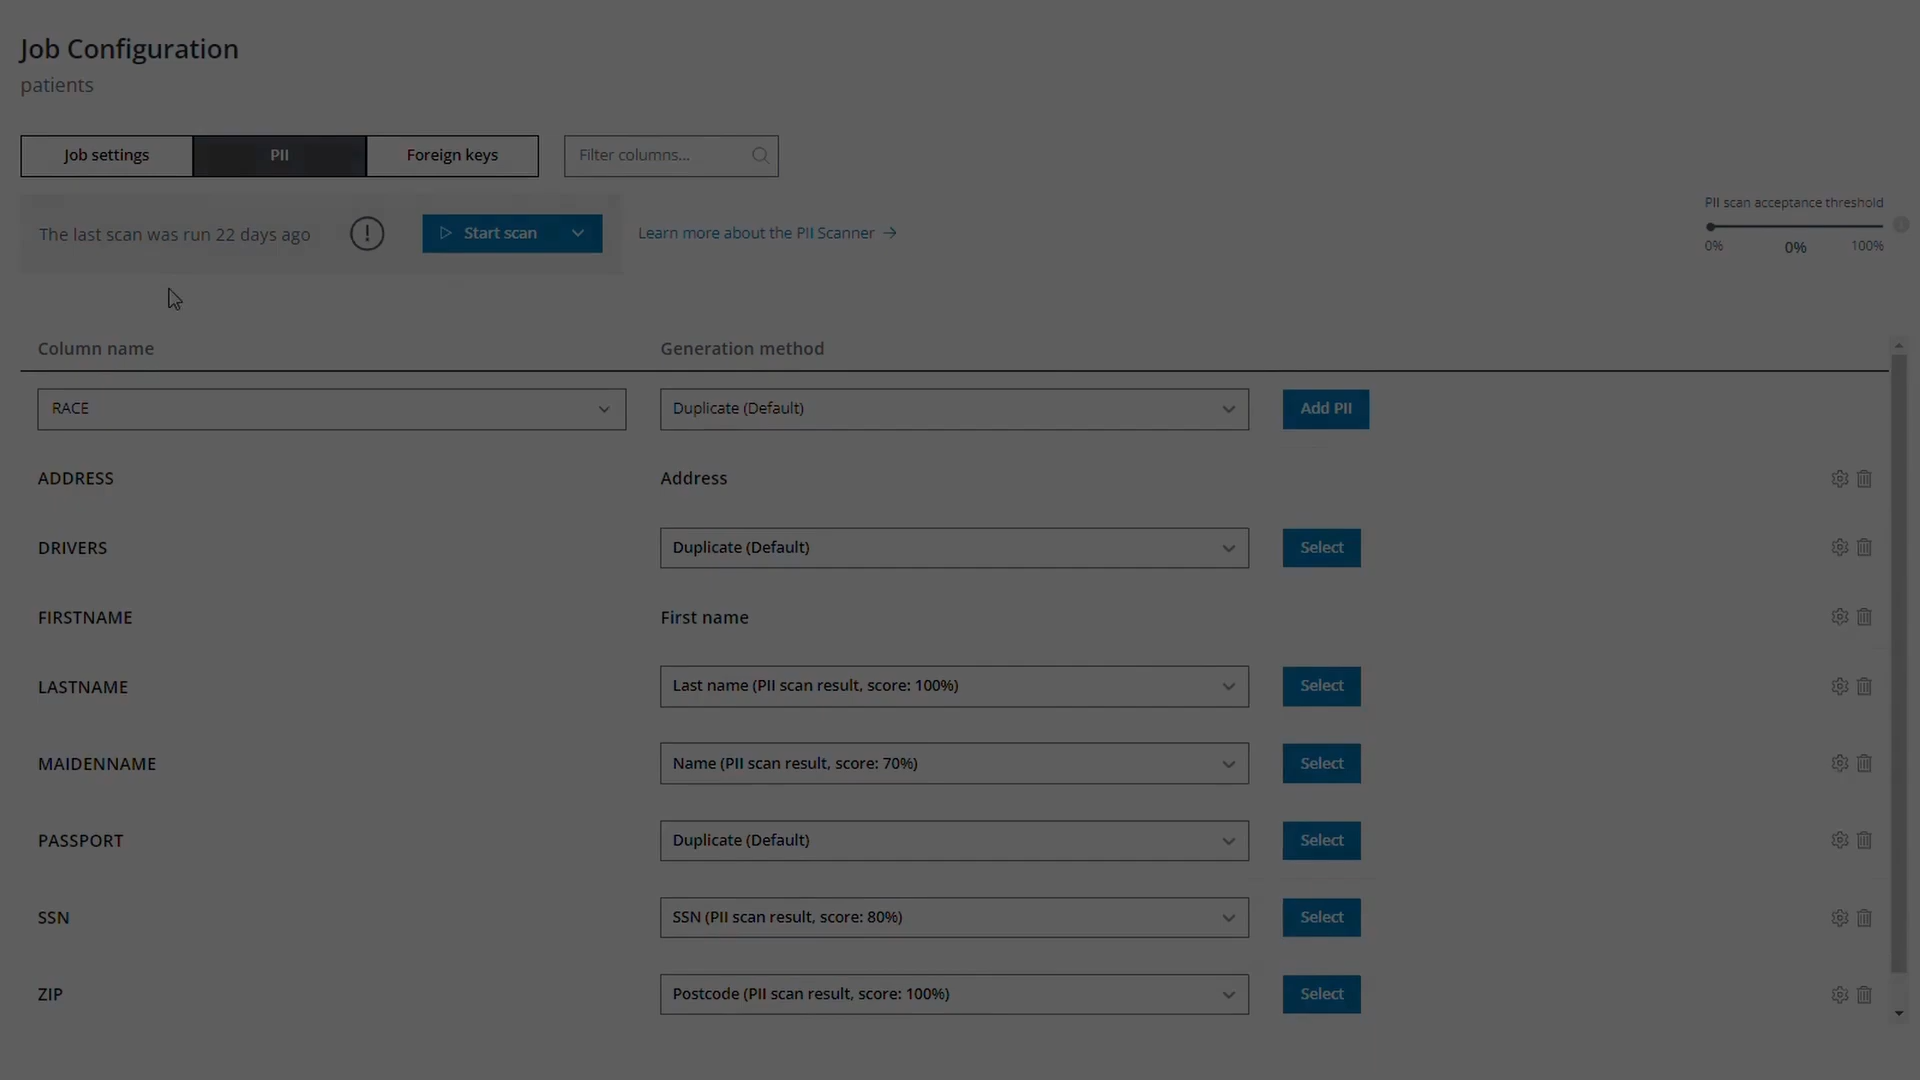 Job Configuration
patients
Job settings
PII
Foreign keys
Filter columns...
The last scan was run 22 days ago
Start scan
Learn more about the PII Scanner →
PII scan acceptance threshold
0%
0%
100%
Column name
Generation method
RACE
Duplicate (Default)
Add PII
ADDRESS
Address
DRIVERS
Duplicate (Default)
Select
FIRSTNAME
First name
LASTNAME
Last name (PII scan result, score: 100%)
Select
MAIDENNAME
Name (PII scan result, score: 70%)
Select
PASSPORT
Duplicate (Default)
Select
SSN
SSN (PII scan result, score: 80%)
Select
ZIP
Postcode (PII scan result, score: 100%)
Select